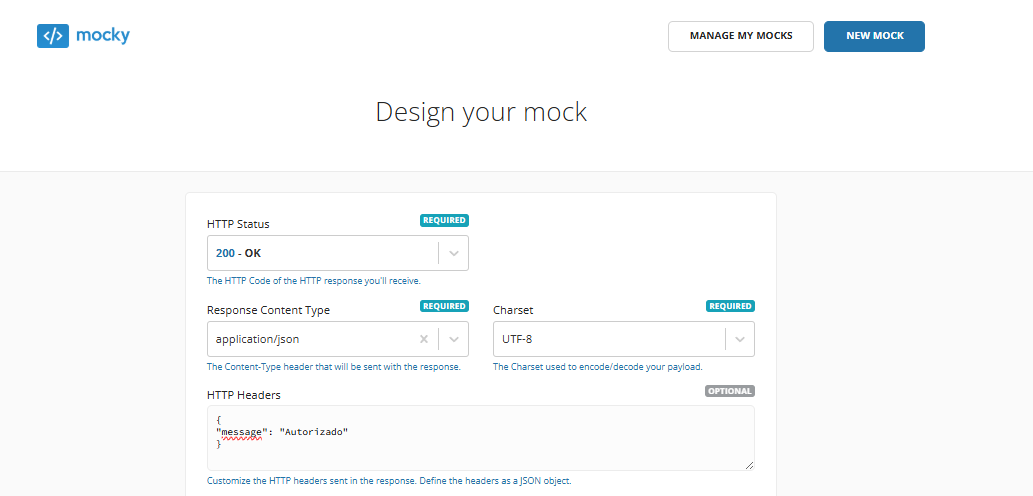 </> mocky
MANAGE MY MOCKS
NEW MOCK
Design your mock
HTTP Status
REQUIRED
200 - OK
The HTTP Code of the HTTP response you'll receive.
Response Content Type
REQUIRED
Charset
REQUIRED
application/json
UTF-8
The Content-Type header that will be sent with the response.
The Charset used to encode/decode your payload.
HTTP Headers
OPTIONAL
{
"message": "Autorizado"
}
Customize the HTTP headers sent in the response. Define the headers as a JSON object.